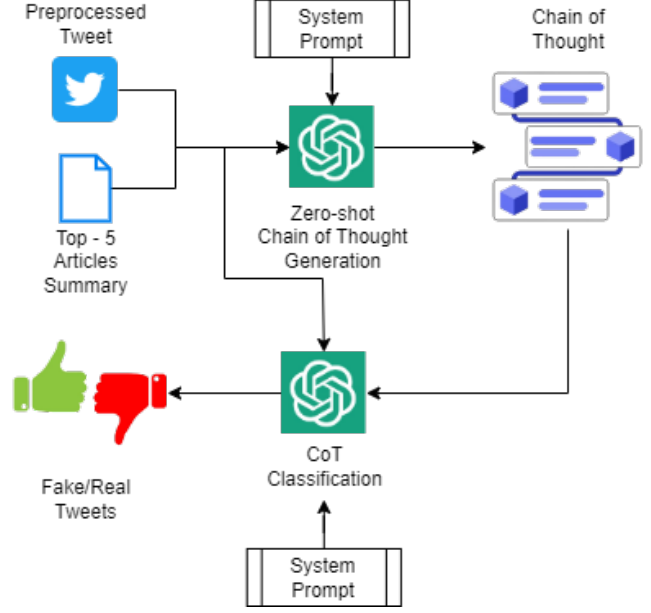 Preprocessed
Tweet
System
Prompt
Chain of
Thought
Top - 5
Articles
Summary
Zero-shot
Chain of Thought
Generation
CoT
Classification
Fake/Real
Tweets
System
Prompt